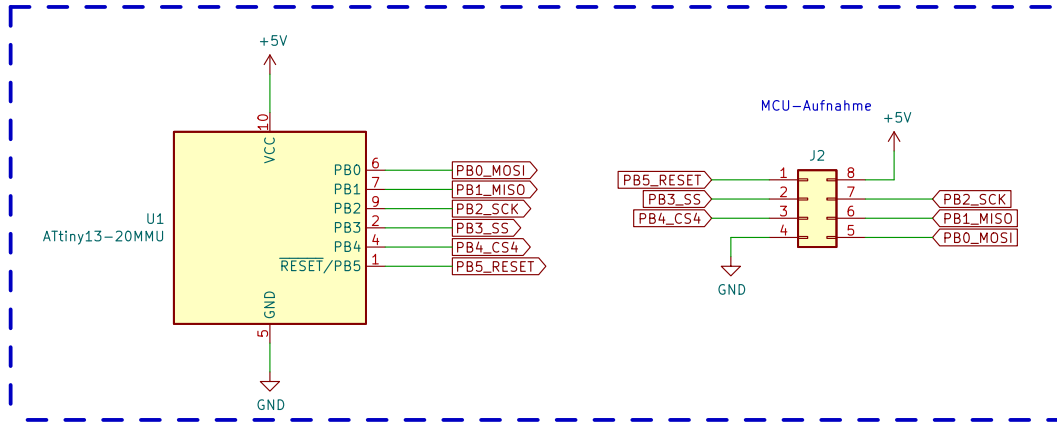 +5V
10
VCC
PB0 6 PB0_MOSI
PB1 7 PB1_MISO
PB2 9 PB2_SCK
PB3 2 PB3_SS
PB4 4 PB4_CS4
RESET/PB5 1 PB5_RESET
U1
ATtiny13-20MMU
GND
5
GND
MCU-Aufnahme
+5V
J2
PB5_RESET 1 8
PB3_SS 2 7 PB2_SCK
PB4_CS4 3 6 PB1_MISO
4 5 PB0_MOSI
GND